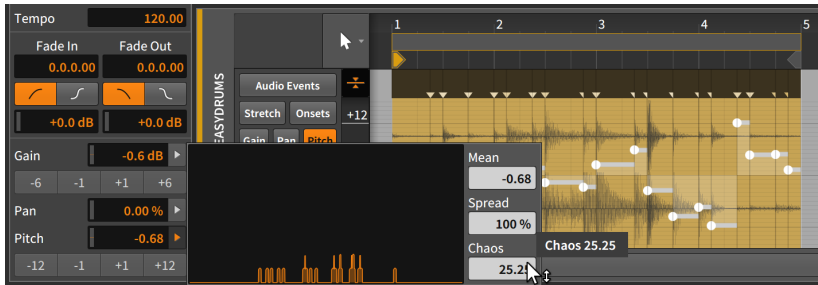 Tempo 120.00
Fade In Fade Out
0.0.0.00 0.0.0.00
+0.0 dB +0.0 dB
Gain -0.6 dB
-6 -1 +1 +6
Pan 0.00 %
Pitch -0.68
-12 -1 +1 +12
EASYDRUMS
Audio Events
Stretch Onsets
Gain Pan Pitch
+12
1 2 3 4 5
Mean
-0.68
Spread
100 %
Chaos
25.25
Chaos 25.25